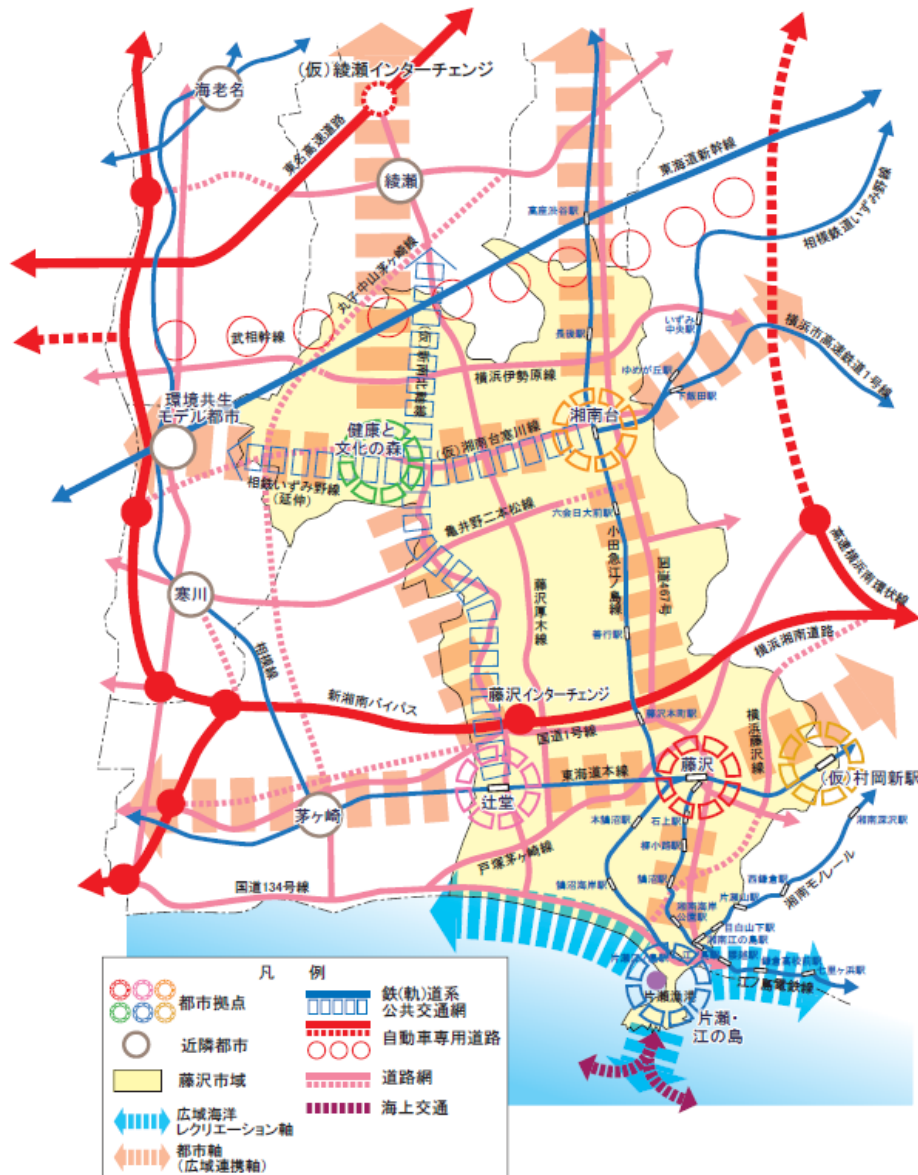 (仮)綾瀬インターチェンジ
海老名
東名高速道路
綾瀬
東海道新幹線
高座渋谷駅
相模鉄道いずみ野線
丸子中山茅ヶ崎線
武相幹線
(仮)新南北軸線
長後駅
いずみ
中央駅
横浜市高速鉄道1号線
横浜伊勢原線
ゆめが丘駅
下飯田駅
環境共生
モデル都市
健康と
文化の森
(仮)湘南台寒川線
湘南台
相鉄いずみ野線
(延伸)
亀井野二本松線
六会日大前駅
小田急江ノ島線
国道467号
高速横浜南環状線
寒川
藤沢厚木線
善行駅
相模線
横浜湘南道路
新湘南バイパス
藤沢インターチェンジ
国道1号線
藤沢本町駅
横浜藤沢線
藤沢
(仮)村岡新駅
東海道本線
辻堂
茅ヶ崎
本鵠沼駅
石上駅
柳小路駅
湘南深沢駅
戸塚茅ヶ崎線
国道134号線
鵠沼海岸駅
鵠沼駅
西鎌倉駅
湘南モノレール
片瀬山駅
湘南海岸
公園駅
目白山下駅
湘南江の島駅
腰越駅
鎌倉高校前駅
七里ヶ浜駅
江ノ島電鉄線
片瀬漁港
片瀬・
江の島
凡 例
都市拠点
鉄(軌)道系
公共交通網
近隣都市
自動車専用道路
藤沢市域
道路網
広域海洋
レクリエーション軸
海上交通
都市軸
(広域連携軸)